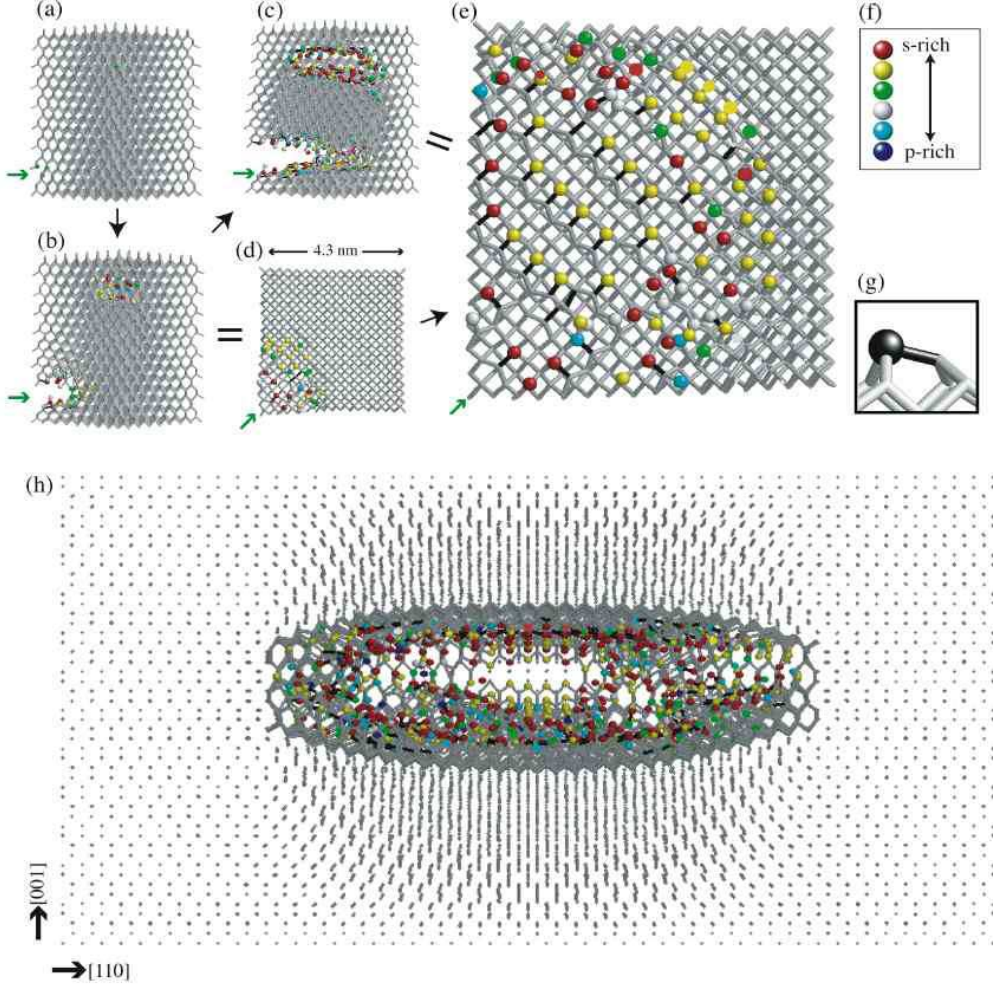 (a)
(b)
(c)
(d)
4.3 nm
(e)
(f)
s-rich
p-rich
(g)
(h)
[001]
[110]